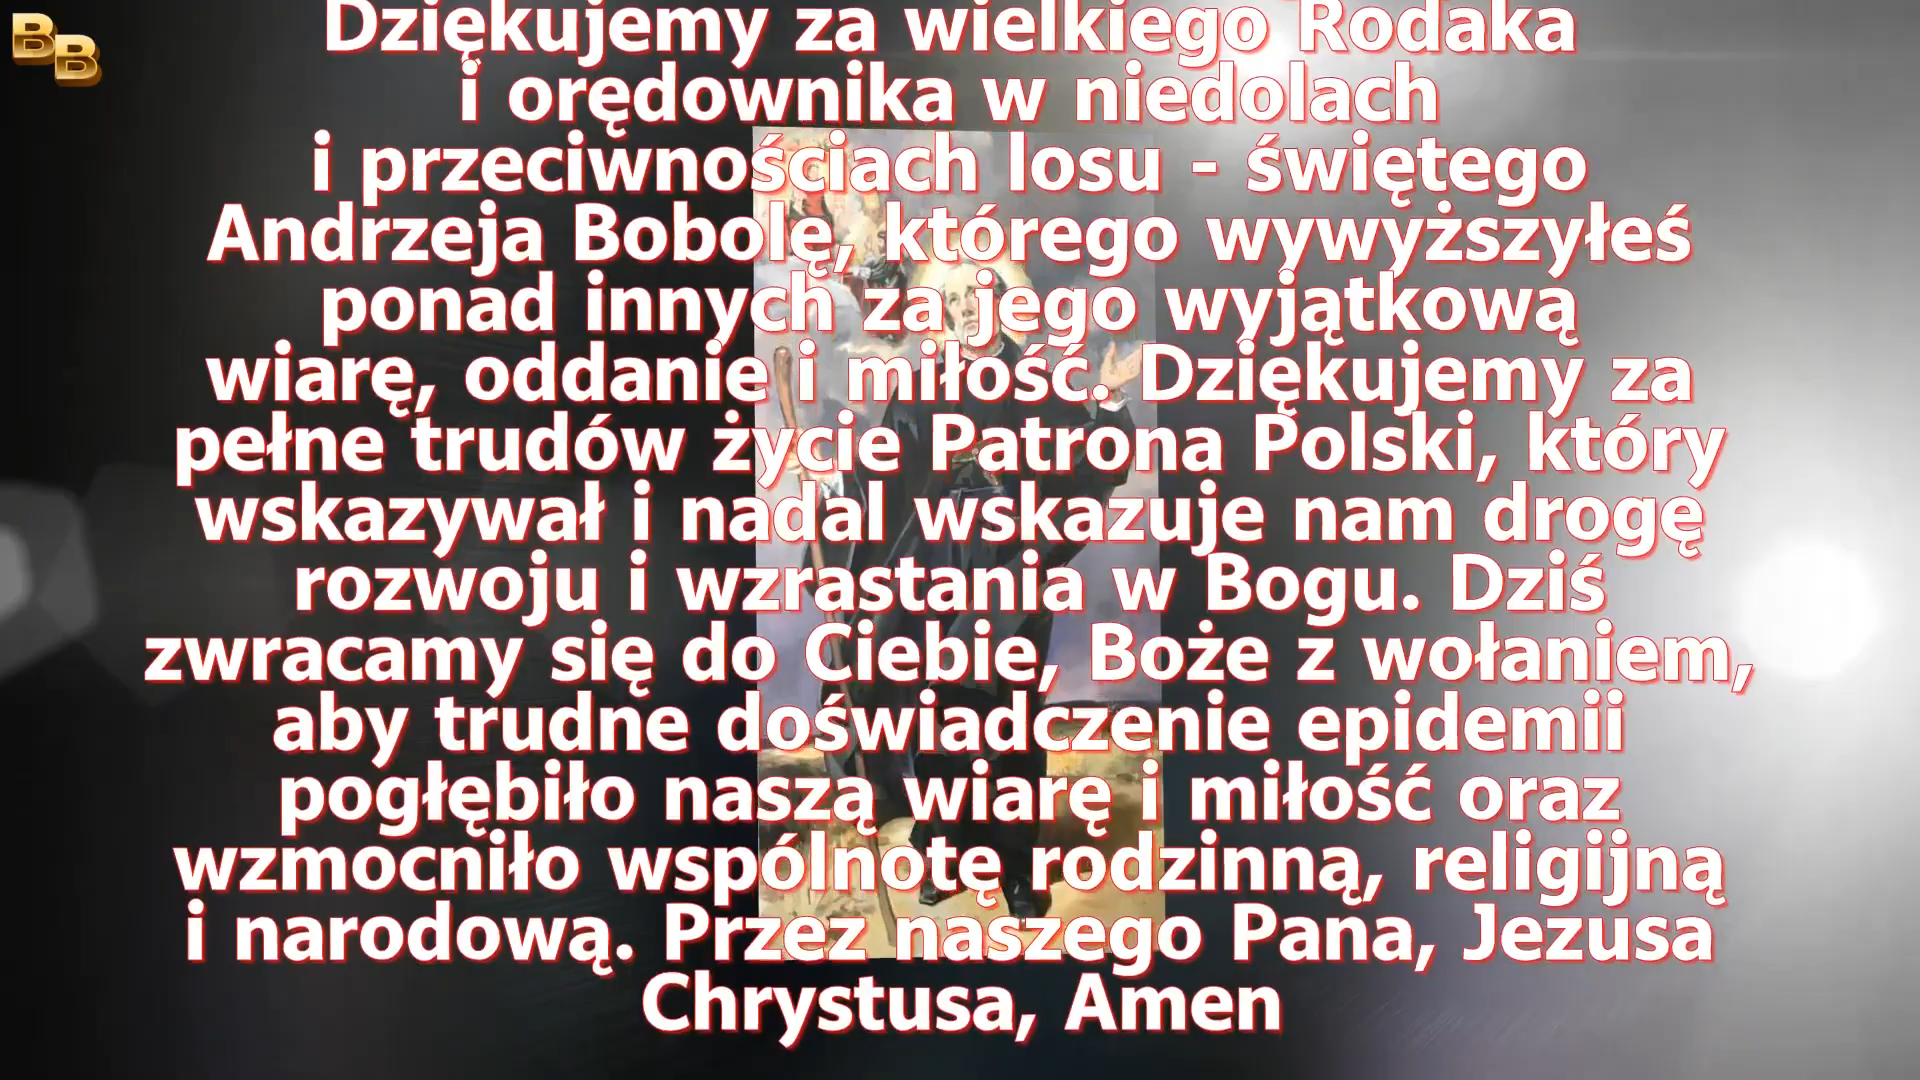 BB
Dziękujemy za wielkiego Rodaka
i orędownika w niedolach
i przeciwnościach losu - świętego
Andrzeja Bobolę, którego wywyższyłeś
ponad innych za jego wyjątkową
wiarę, oddanie i miłość. Dziękujemy za
pełne trudów życie Patrona Polski, który
wskazywał i nadal wskazuje nam drogę
rozwoju i wzrastania w Bogu. Dziś
zwracamy się do Ciebie, Boże z wołaniem,
aby trudne doświadczenie epidemii
pogłębiło naszą wiarę i miłość oraz
wzmocniło wspólnotę rodzinną, religijną
i narodową. Przez naszego Pana, Jezusa
Chrystusa, Amen